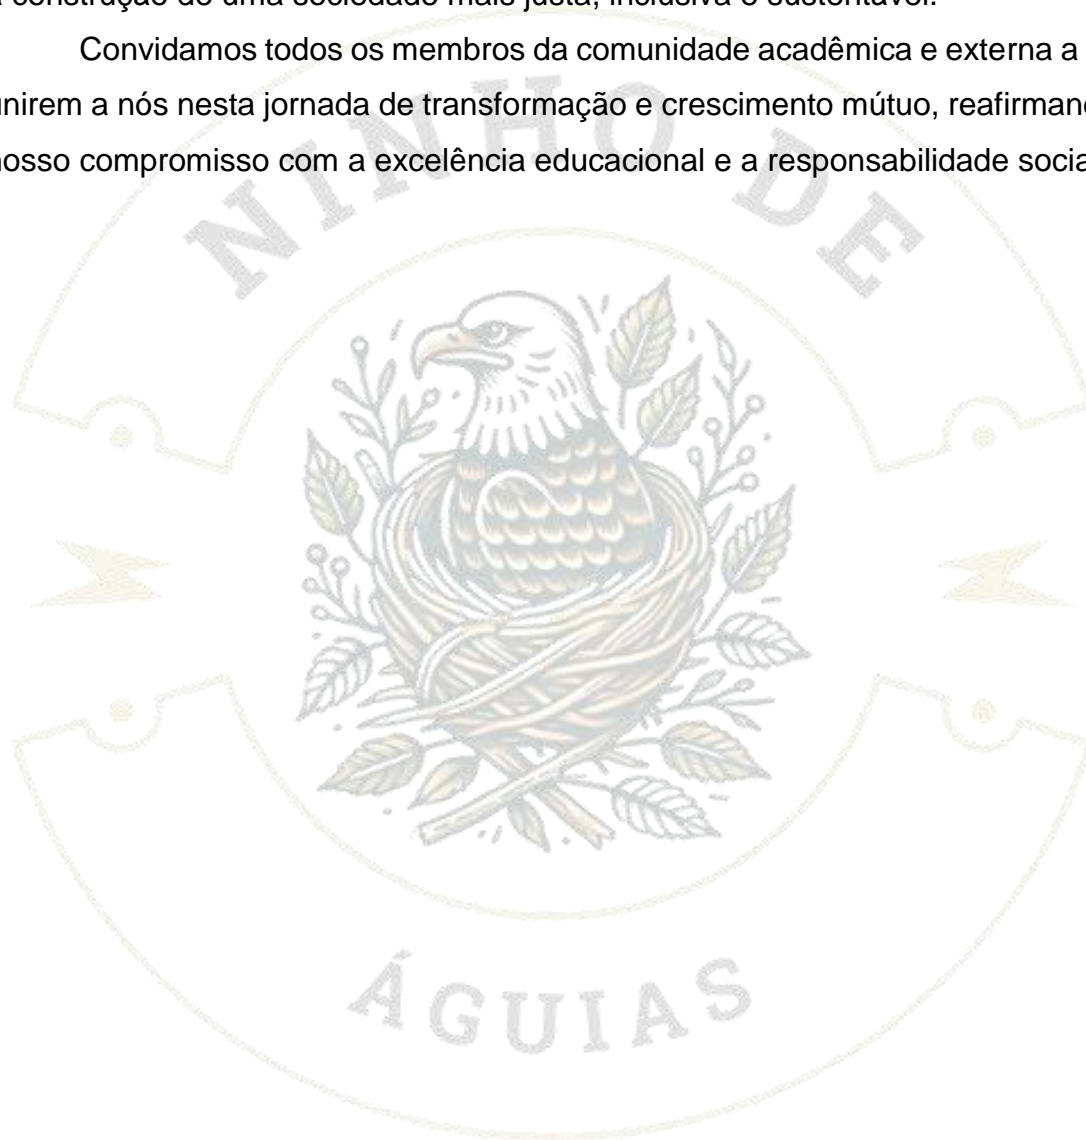 construção de uma sociedade mais justa, inclusiva e sustentável.
Convidamos todos os membros da comunidade acadêmica e externa a
unirem a nós nesta jornada de transformação e crescimento mútuo, reafirman
nosso compromisso com a excelência educacional e a responsabilidade socia
NINHO DE
ÁGUIAS